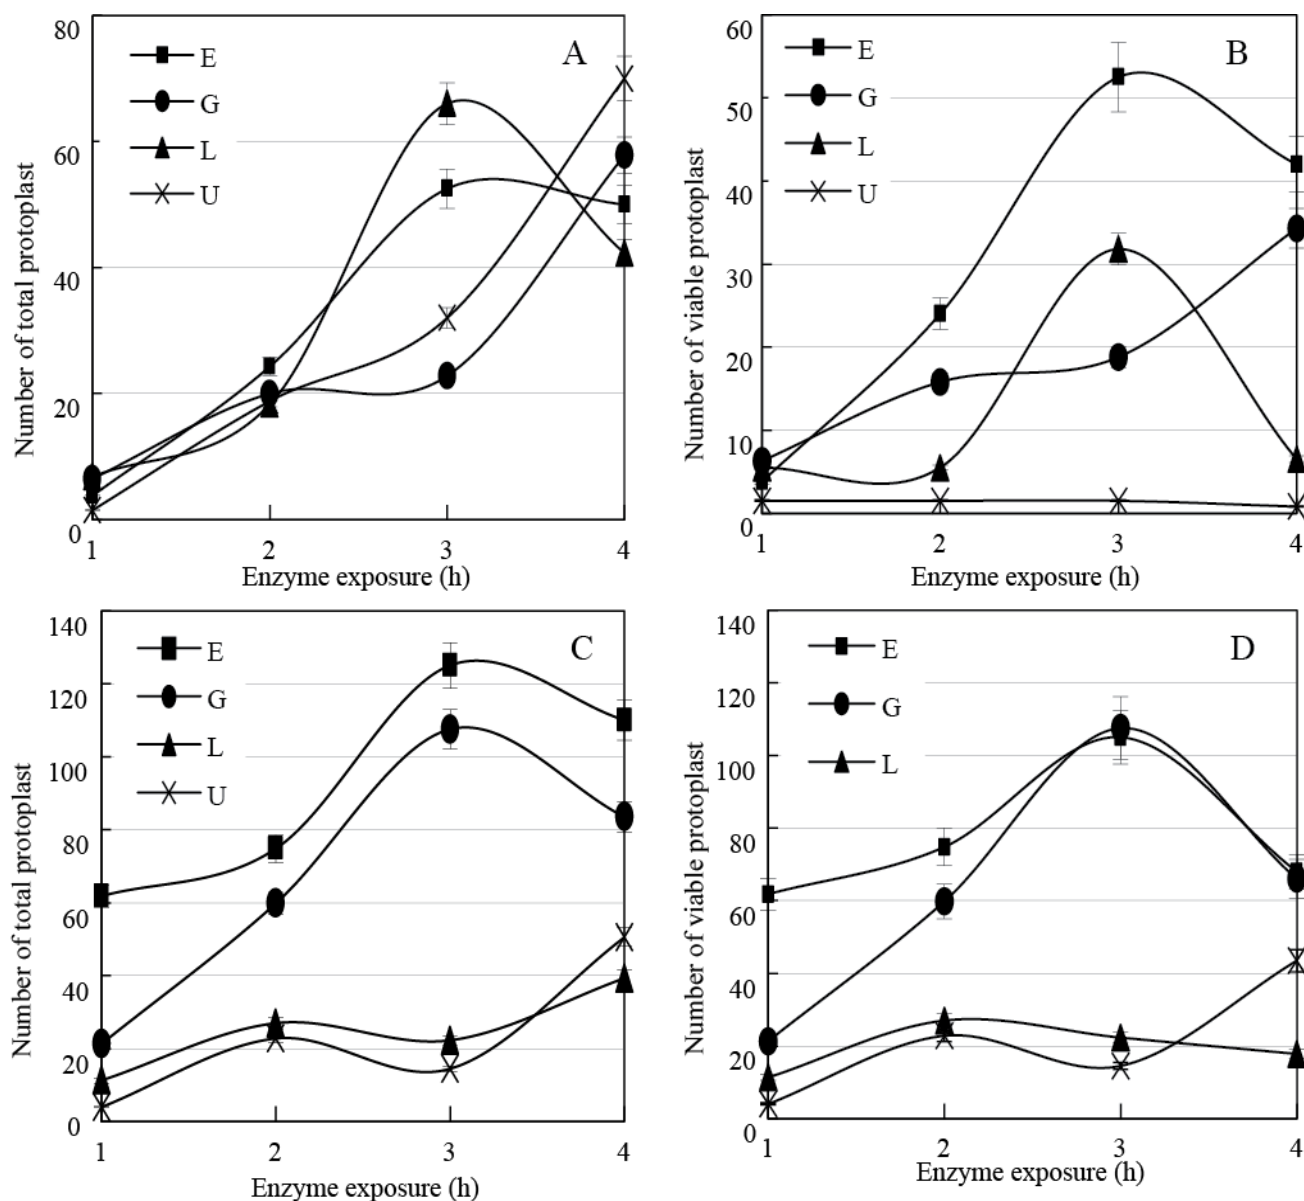 A
E
G
L
U
Number of total protoplast
80
60
40
20
0
1 2 3 4
Enzyme exposure (h)
B
E
G
L
U
Number of viable protoplast
60
50
40
30
20
10
0
1 2 3 4
Enzyme exposure (h)
C
E
G
L
U
Number of total protoplast
140
120
100
80
60
40
20
0
1 2 3 4
Enzyme exposure (h)
D
E
G
L
Number of viable protoplast
140
120
100
80
60
40
20
0
1 2 3 4
Enzyme exposure (h)